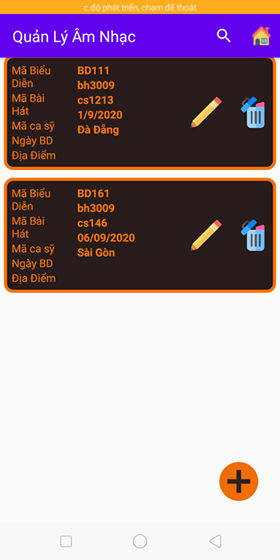 c.độ phát triển, chạm để thoát
Quản Lý Âm Nhạc
Mã Biểu Diễn
BD111
Mã Bài Hát
bh3009
Mã ca sỹ
cs1213
Ngày BD
1/9/2020
Địa Điểm
Đà Đẵng
Mã Biểu Diễn
BD161
Mã Bài Hát
bh3009
Mã ca sỹ
cs146
Ngày BD
06/09/2020
Địa Điểm
Sài Gòn